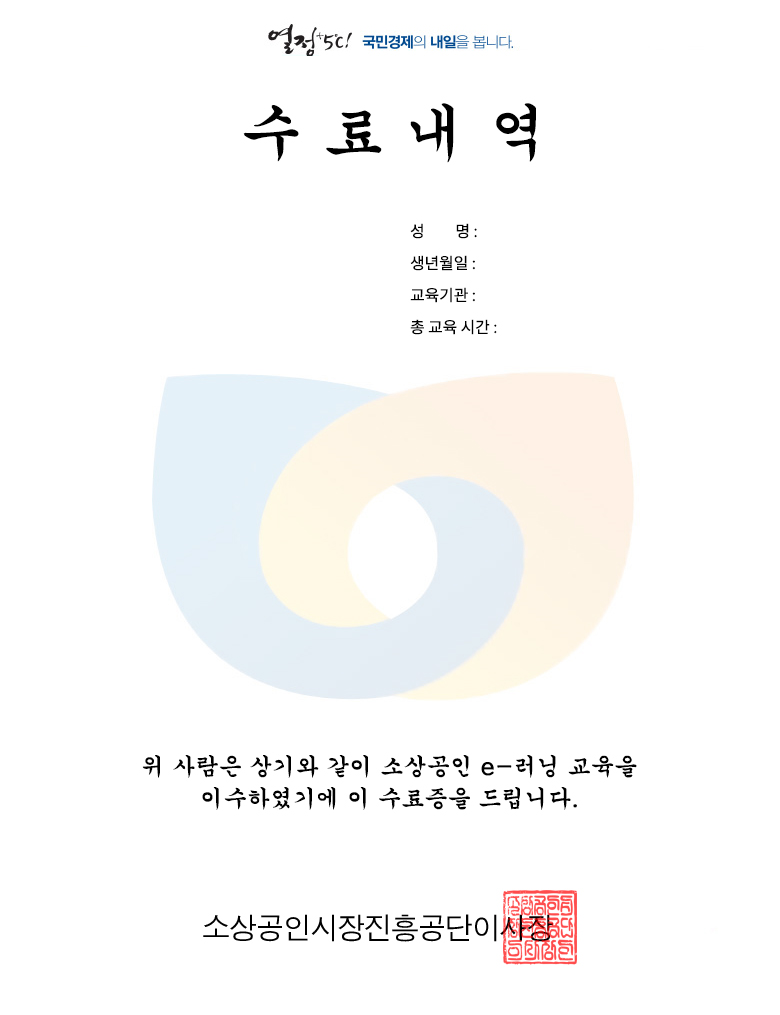 열정+5℃! 국민경제의 내일을 봅니다.
수 료 내 역
성 명 :
생년월일 :
교육기관 :
총 교육 시간 :
위 사람은 상기와 같이 소상공인 e-러닝 교육을
이수하였기에 이 수료증을 드립니다.
소상공인시장진흥공단이사장